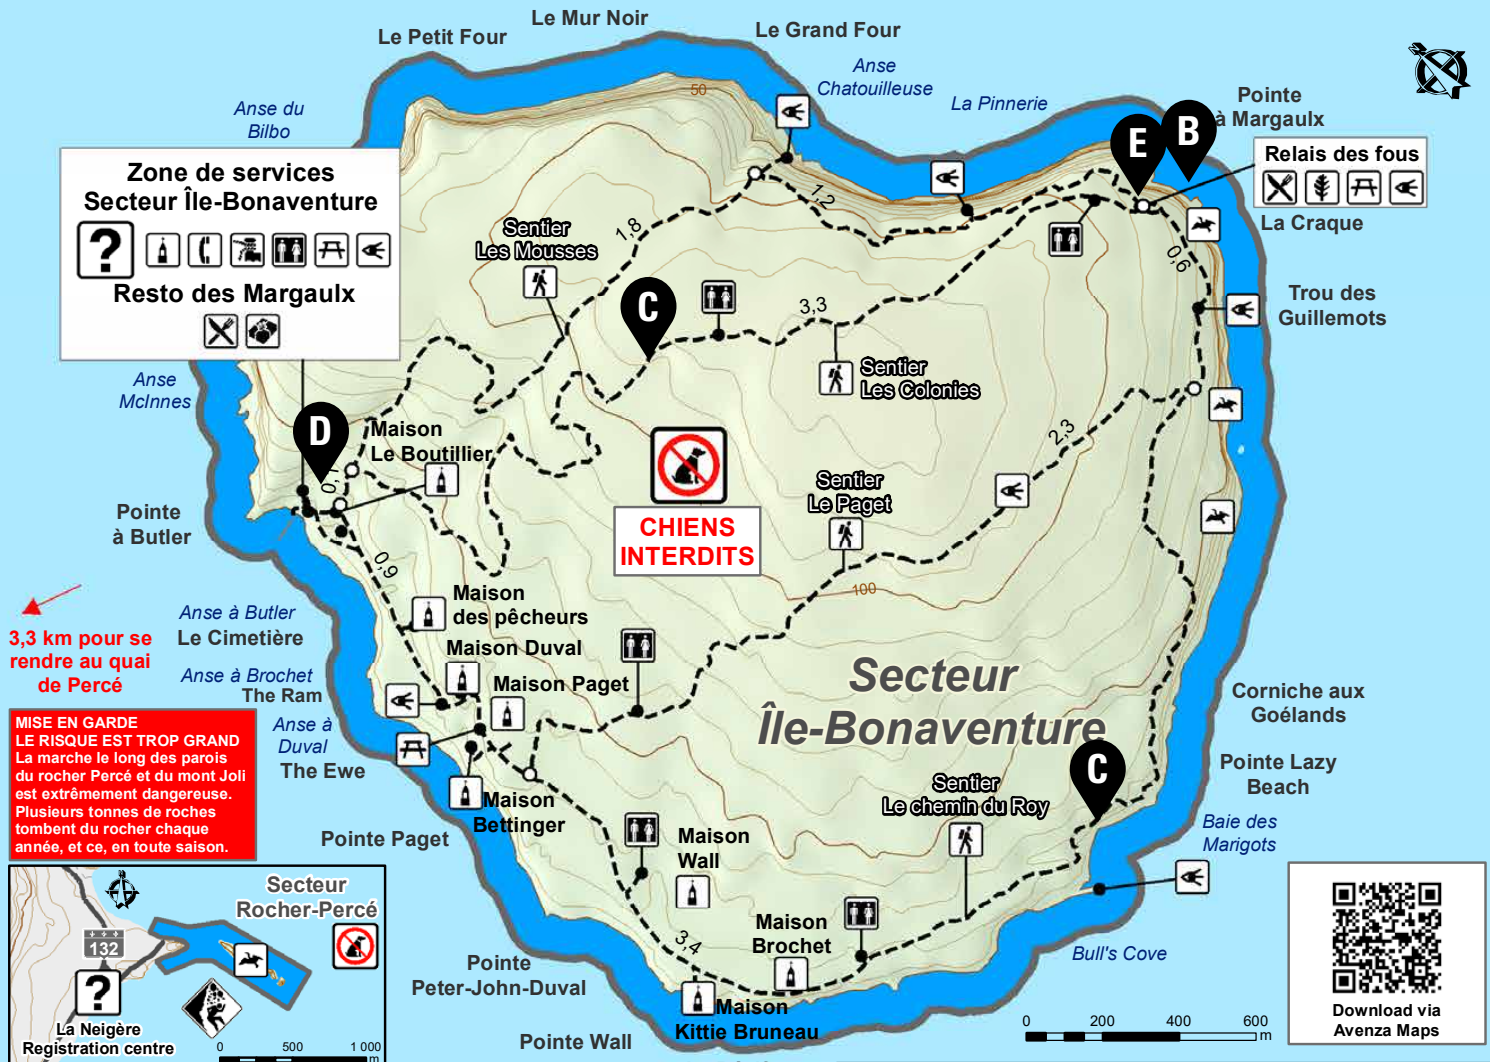 Le Mur Noir
Le Petit Four
Le Grand Four
Anse
Chatouilleuse
La Pinnerie
Pointe
à Margaulx
Anse du
Bilbo
50
E
B
Relais des fous
La Craque
Zone de services
Secteur Île-Bonaventure
?
Resto des Margaulx
1,2
1,8
Sentier
Les Mousses
0,6
Trou des
Guillemots
C
3,3
Sentier
Les Colonies
Anse
McInnes
D
Maison
Le Boutillier
0,1
2,3
CHIENS
INTERDITS
Sentier
Le Paget
Pointe
à Butler
0,9
100
3,3 km pour se
rendre au quai
de Percé
Anse à Butler
Le Cimetière
Maison
des pêcheurs
Maison Duval
Anse à Brochet
The Ram
Maison Paget
Secteur
Île-Bonaventure
Corniche aux
Goélands
MISE EN GARDE
LE RISQUE EST TROP GRAND
La marche le long des parois
du rocher Percé et du mont Joli
est extrêmement dangereuse.
Plusieurs tonnes de roches
tombent du rocher chaque
année, et ce, en toute saison.
Anse à
Duval
The Ewe
C
Pointe Lazy
Beach
Maison
Bettinger
Sentier
Le chemin du Roy
Pointe Paget
Baie des
Marigots
Maison
Wall
Secteur
Rocher-Percé
132
?
La Neigère
Registration centre
0 500 1 000
m
Maison
Brochet
3,4
Bull's Cove
Pointe
Peter-John-Duval
Maison
Kittie Bruneau
Pointe Wall
0 200 400 600
m
Download via
Avenza Maps